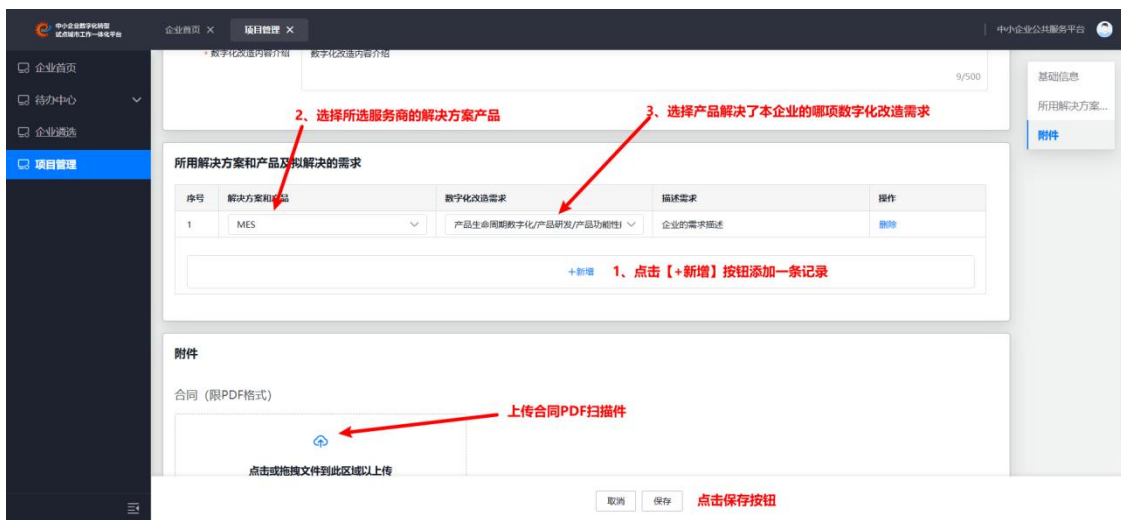 中小企业数字化转型
试点城市工作一体化平台
企业首页 ×
项目管理 ×
中小企业公共服务平台
企业首页
待办中心
企业遴选
项目管理
* 数字化改造内容介绍
数字化改造内容介绍
9/500
基础信息
所用解决方案...
附件
2、选择所选服务商的解决方案产品
3、选择产品解决了本企业的哪项数字化改造需求
所用解决方案和产品及拟解决的需求
序号 解决方案和产品 数字化改造需求 描述需求 操作
1 MES 产品生命周期数字化/产品研发/产品功能性 企业的需求描述 删除
+新增 1、点击【+新增】按钮添加一条记录
附件
合同（限PDF格式）
上传合同PDF扫描件
点击或拖拽文件到此区域以上传
取消 保存 点击保存按钮